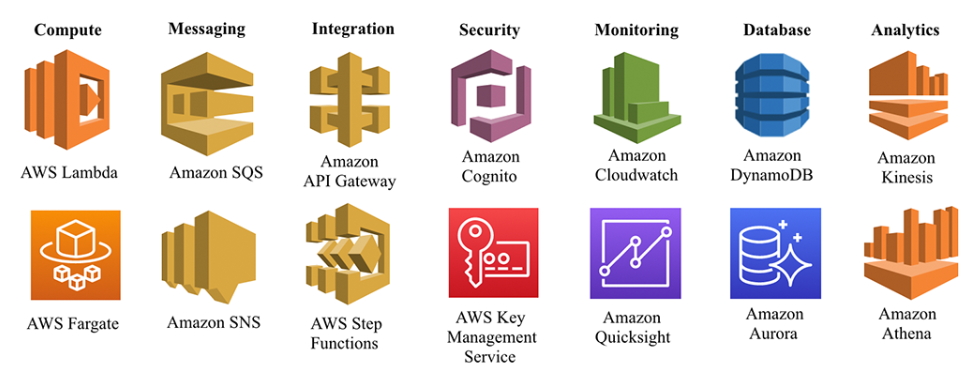 Compute
Messaging
Integration
Security
Monitoring
Database
Analytics
AWS Lambda
Amazon SQS
Amazon
API Gateway
Amazon
Cognito
Amazon
Cloudwatch
Amazon
DynamoDB
Amazon
Kinesis
AWS Fargate
Amazon SNS
AWS Step
Functions
AWS Key
Management
Service
Amazon
Quicksight
Amazon
Aurora
Amazon
Athena